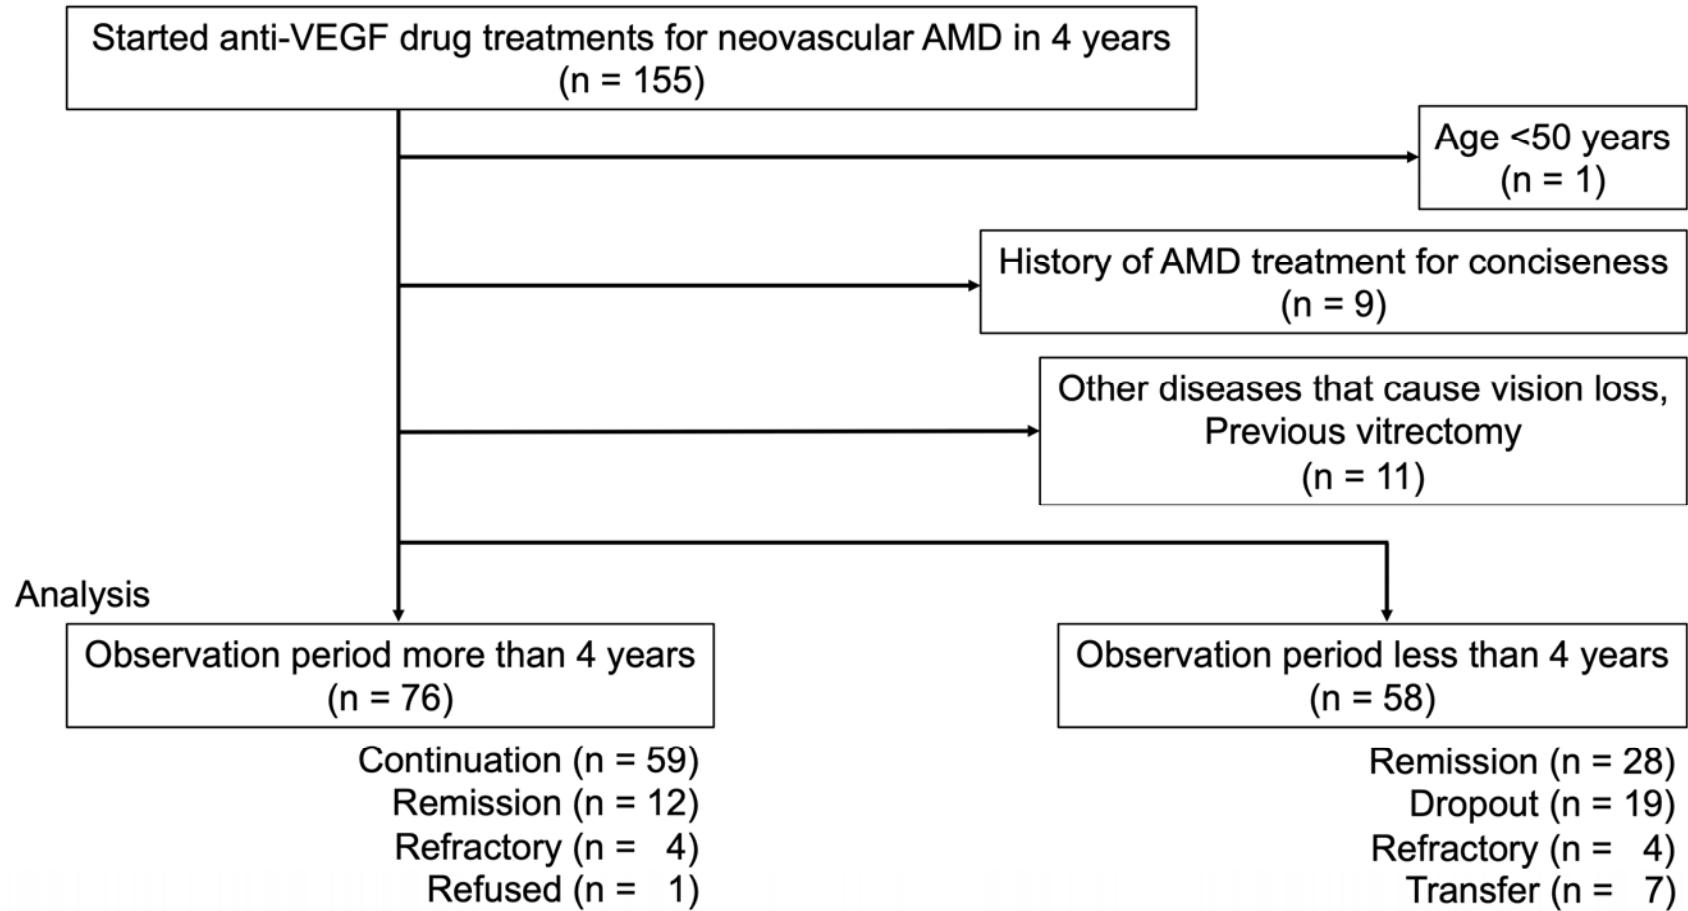 Started anti-VEGF drug treatments for neovascular AMD in 4 years
(n = 155)
Age <50 years
(n = 1)
History of AMD treatment for conciseness
(n = 9)
Other diseases that cause vision loss,
Previous vitrectomy
(n = 11)
Analysis
Observation period more than 4 years
(n = 76)
Continuation (n = 59)
Remission (n = 12)
Refractory (n = 4)
Refused (n = 1)
Observation period less than 4 years
(n = 58)
Remission (n = 28)
Dropout (n = 19)
Refractory (n = 4)
Transfer (n = 7)